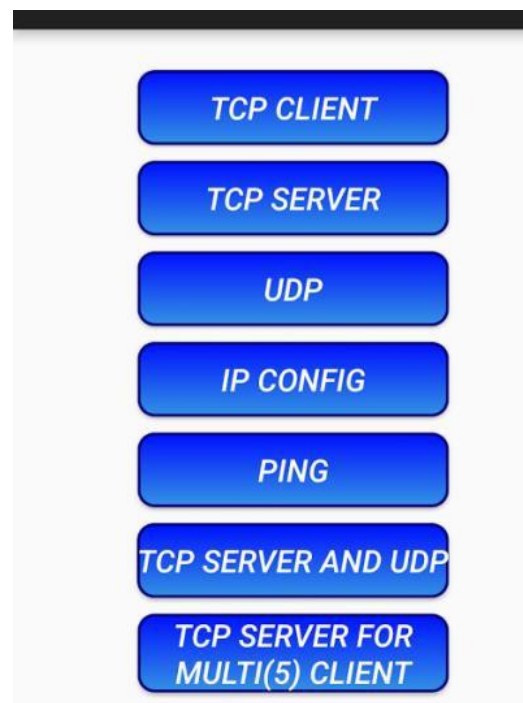 TCP CLIENT
TCP SERVER
UDP
IP CONFIG
PING
TCP SERVER AND UDP
TCP SERVER FOR
MULTI(5) CLIENT